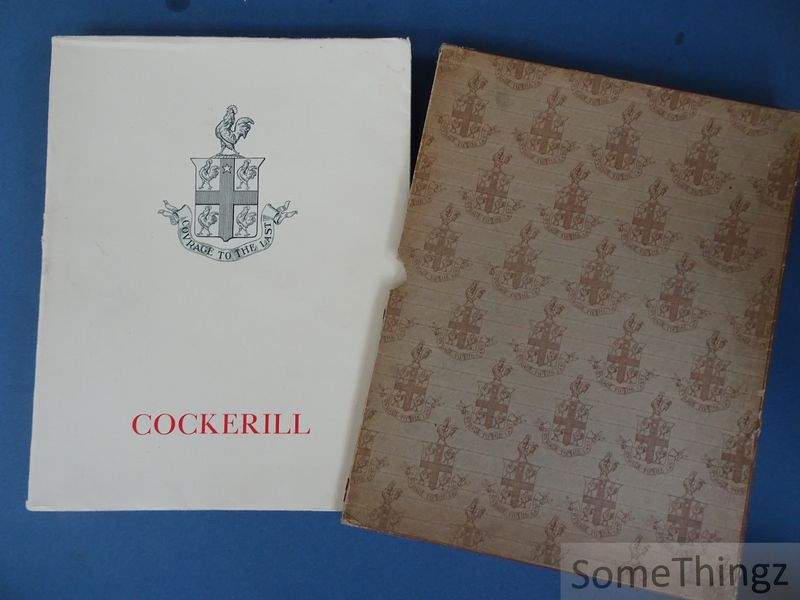 COURAGE TO THE LAST
COCKERILL
SomeThingz